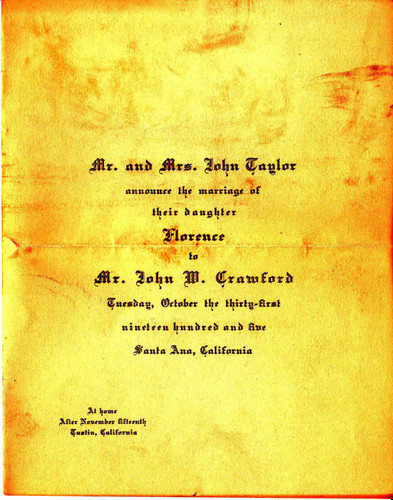 Mr. and Mrs. John Taylor
announce the marriage of
their daughter
Florence
to
Mr. John W. Crawford
Tuesday, October the thirty-first
nineteen hundred and five
Santa Ana, California
At home
After November fifteenth
Tustin, California